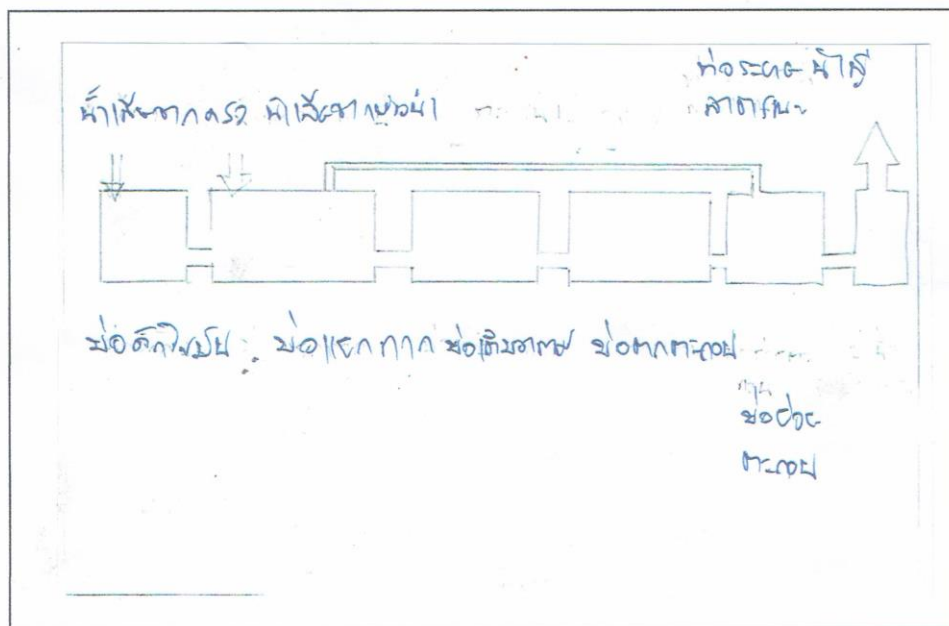 ท่อระบายน้ำสู่
สาธารณะ
น้ำเสียจากครัว น้ำเสียจากห้องน้ำ
บ่อดักไขมัน บ่อแยกกาก บ่อเติมอากาศ บ่อตกตะกอน
บ่อย่อย
ตะกอน